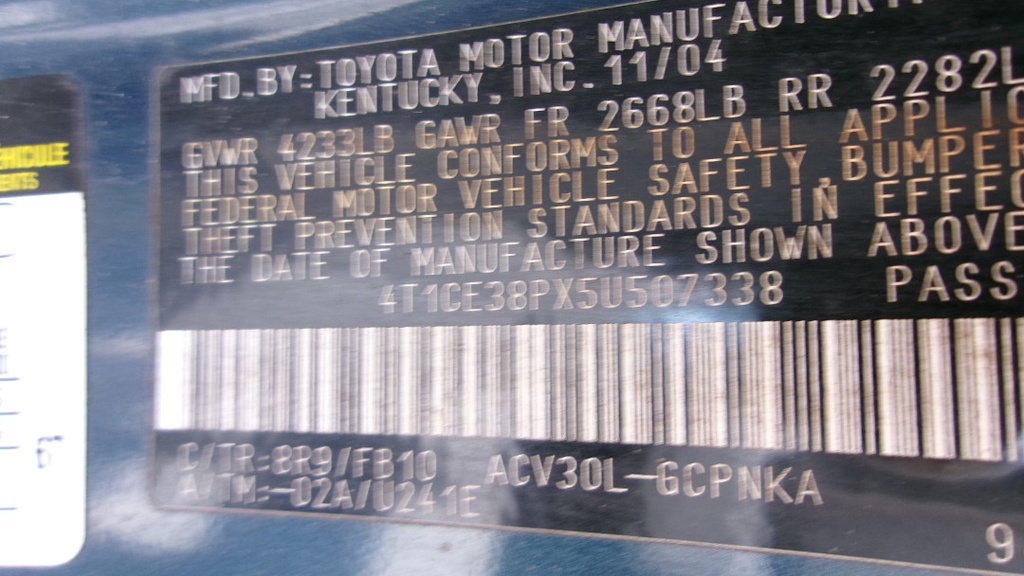 MFD.BY:TOYOTA MOTOR MANUFACTUR
KENTUCKY, INC. 11/04
GVWR 4233LB GAWR FR 2668LB RR 2282L
THIS VEHICLE CONFORMS TO ALL APPLIC
FEDERAL MOTOR VEHICLE SAFETY,BUMPER
THEFT PREVENTION STANDARDS IN EFFEC
THE DATE OF MANUFACTURE SHOWN ABOVE
4T1CE38PX5U507338 PASS
C/TR:8R9/FB10 ACV30L-GCPNKA
A/TM:-02A/U241E
9